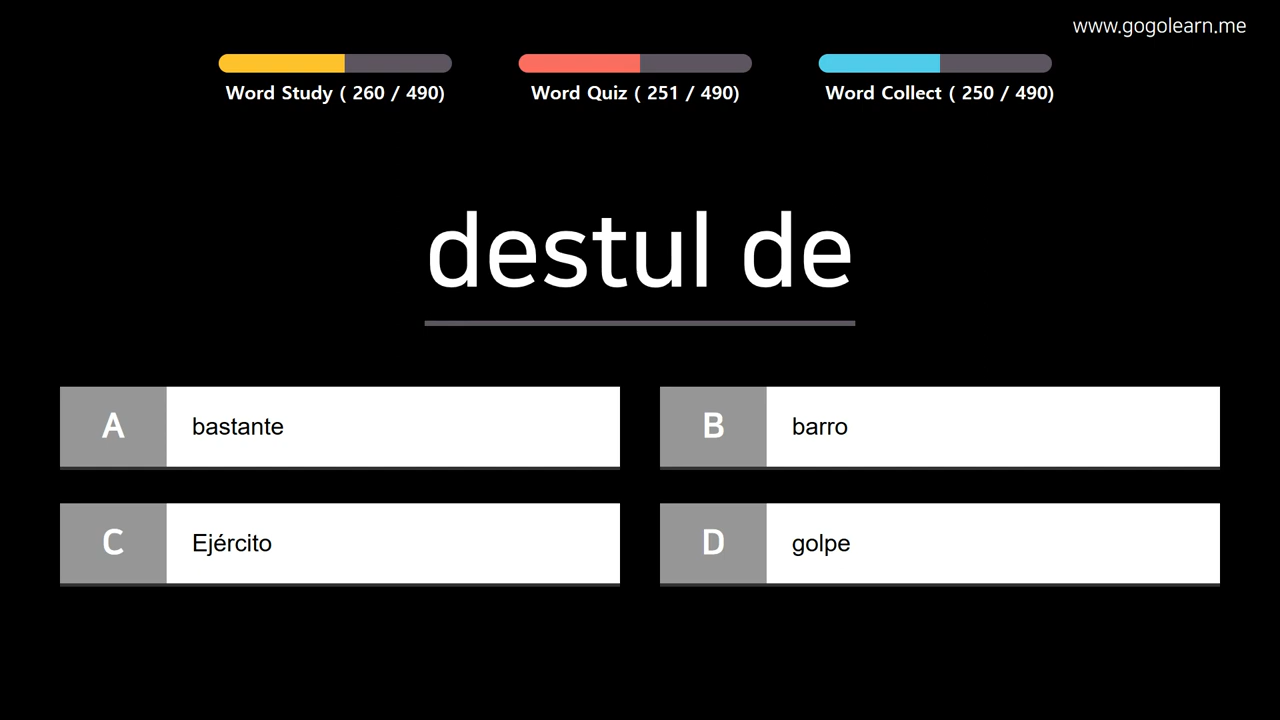 www.gogolearn.me
Word Study ( 260 / 490)
Word Quiz ( 251 / 490)
Word Collect ( 250 / 490)
destul de
A bastante
B barro
C Ejército
D golpe